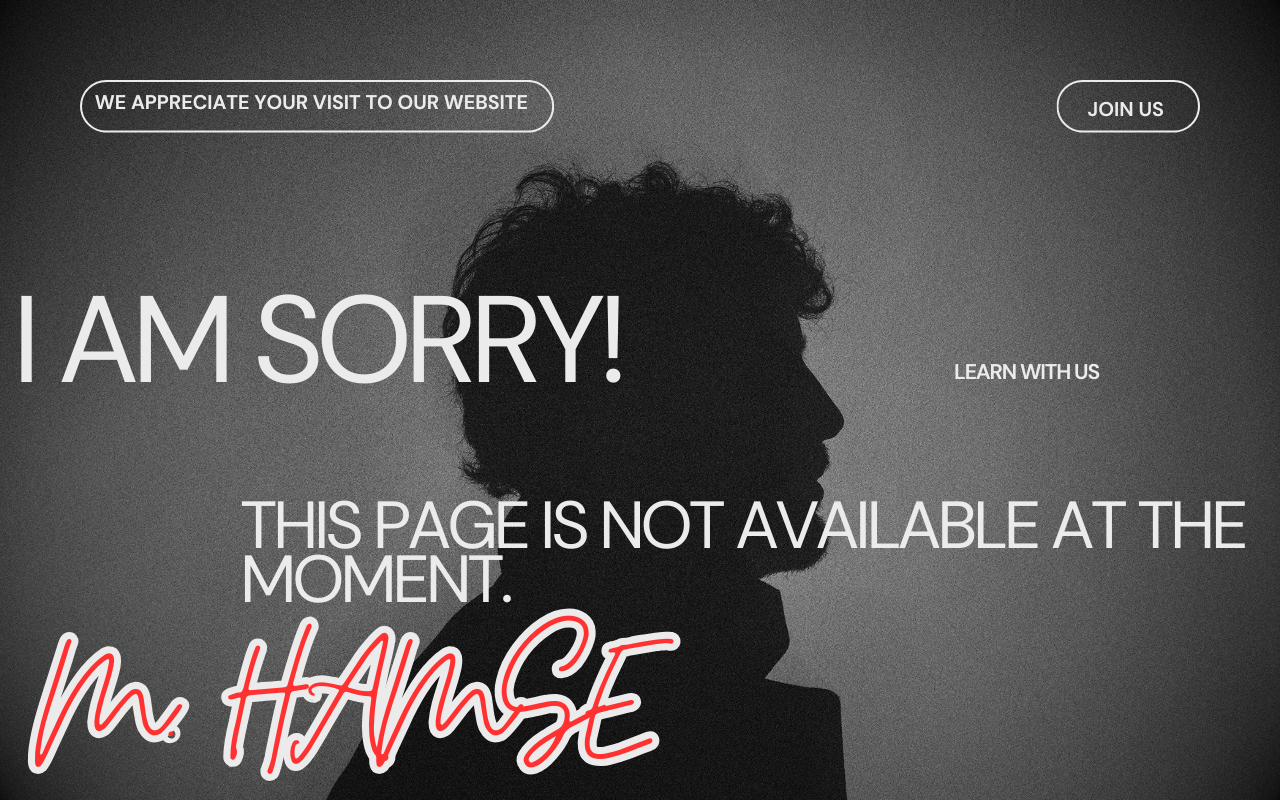 WE APPRECIATE YOUR VISIT TO OUR WEBSITE
JOIN US
I AM SORRY!
LEARN WITH US
THIS PAGE IS NOT AVAILABLE AT THE
MOMENT.
M. HAMSE